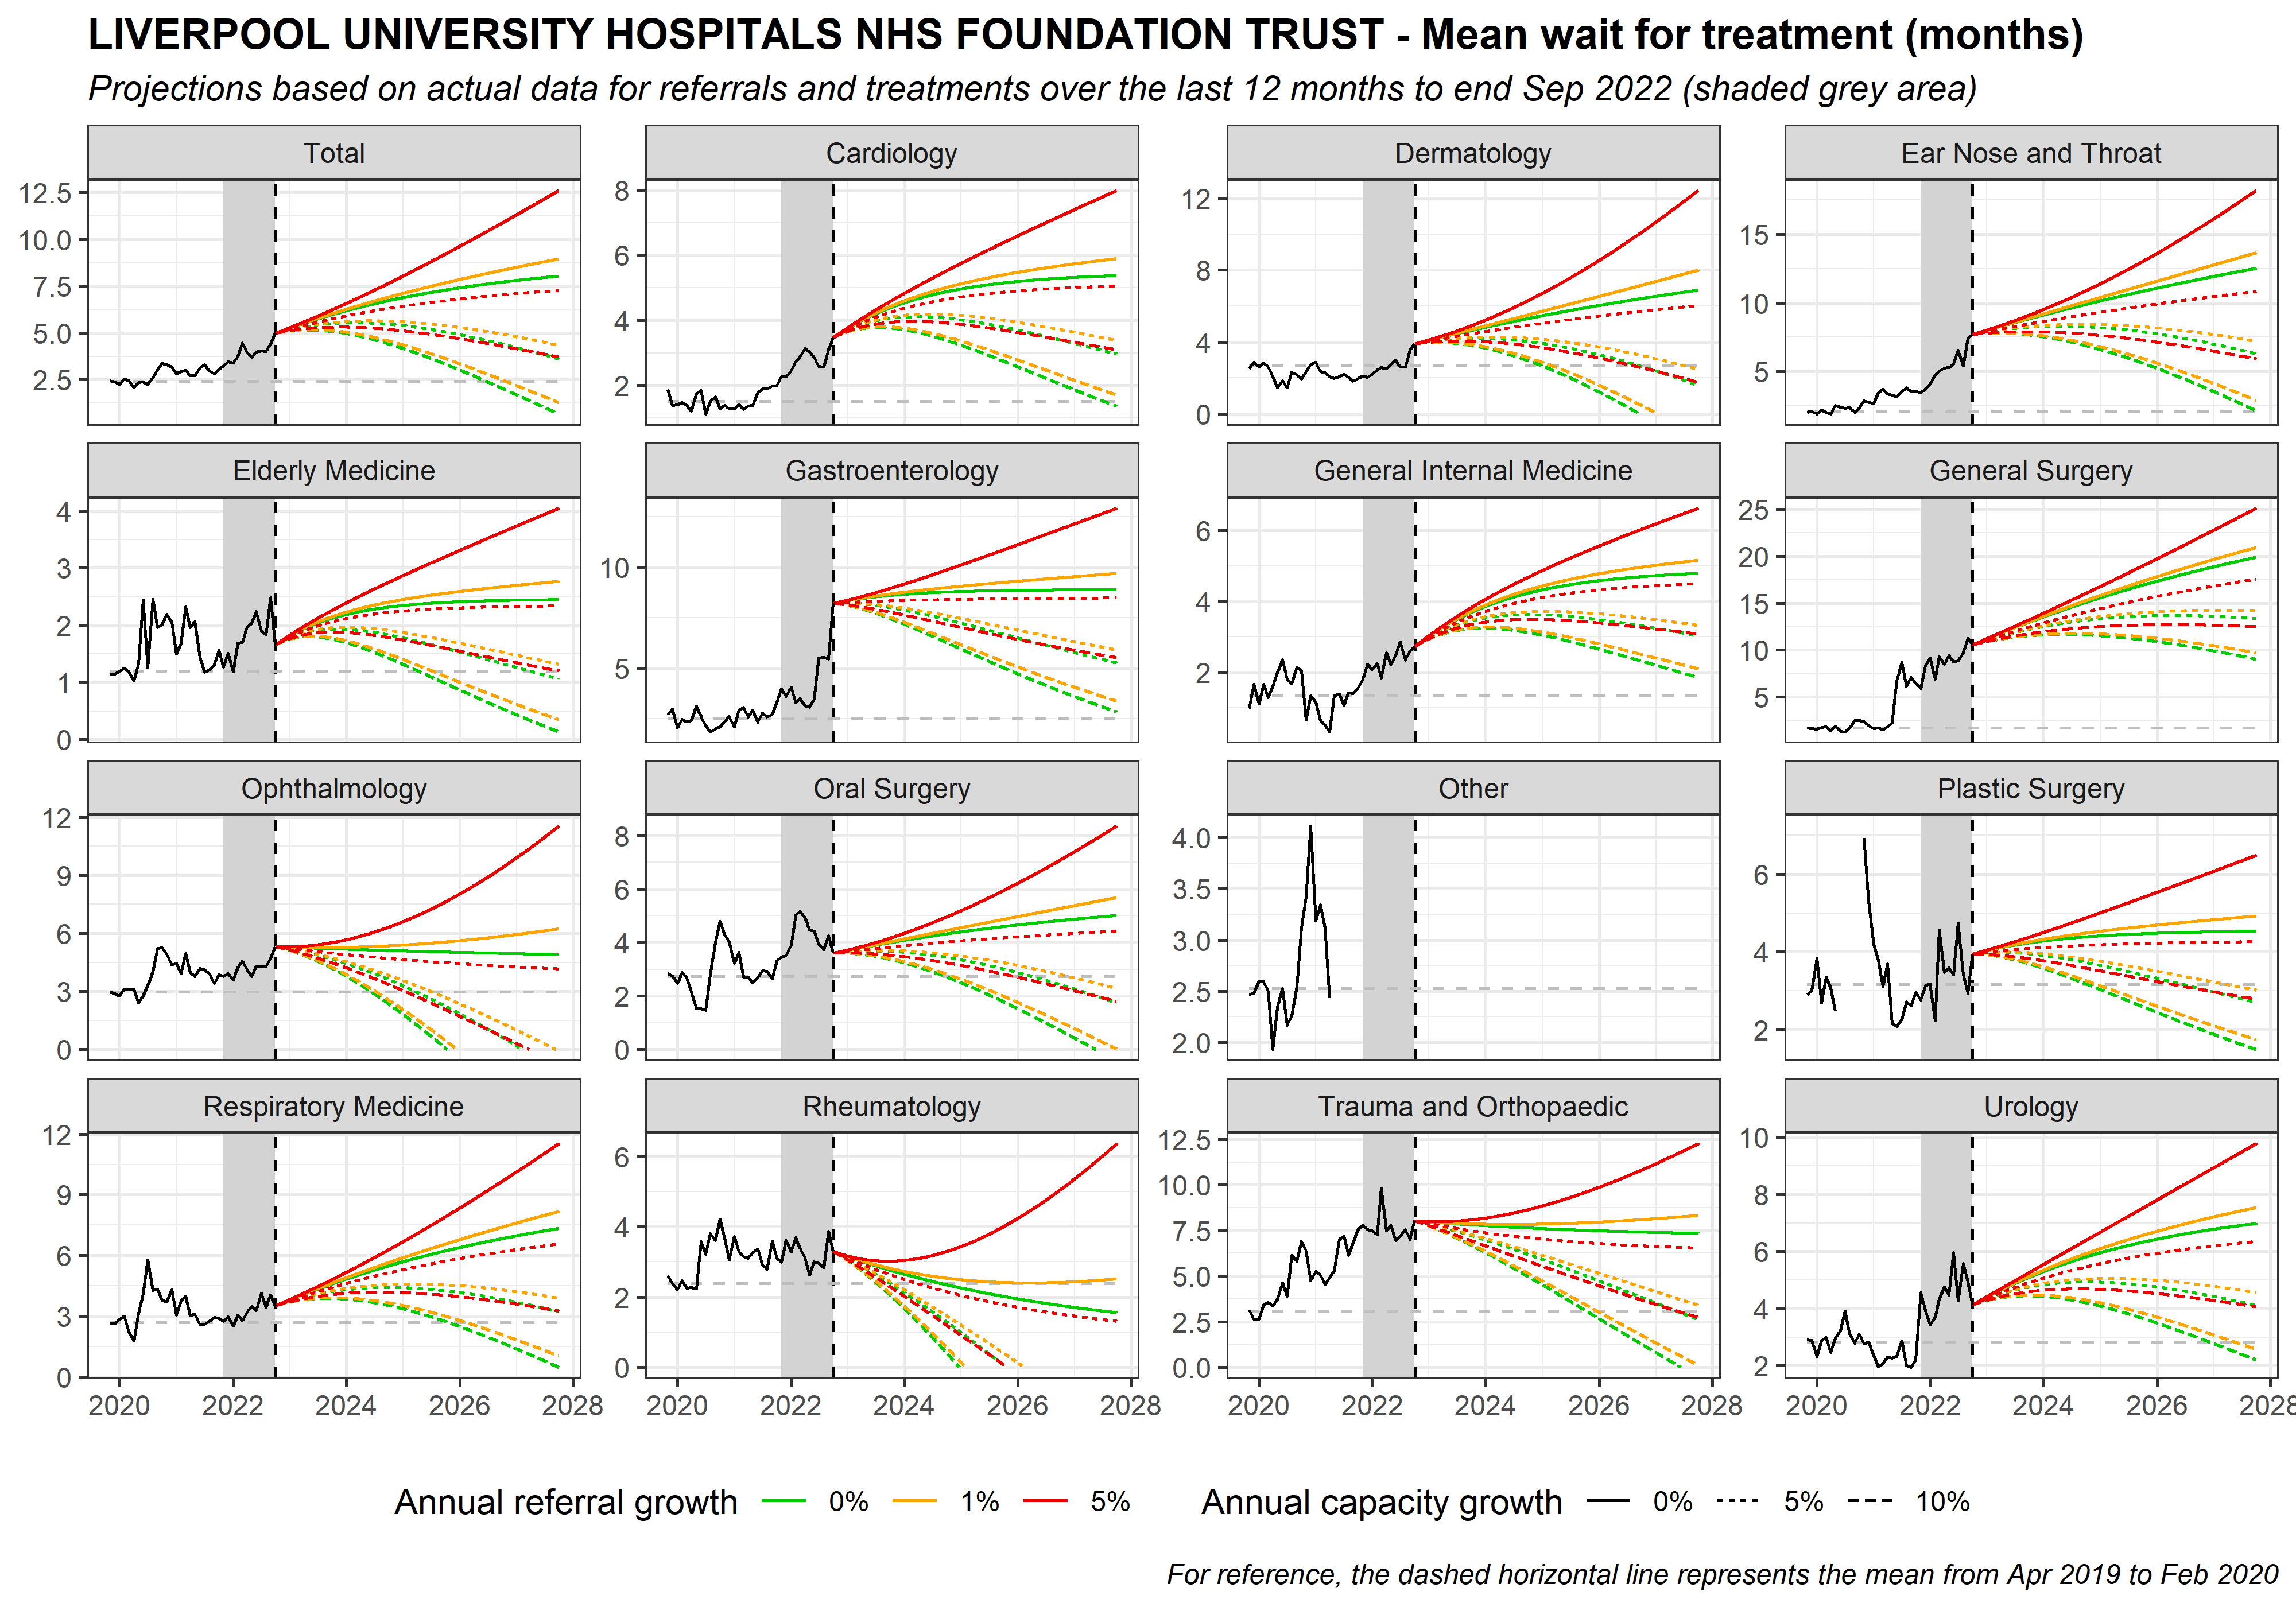 LIVERPOOL UNIVERSITY HOSPITALS NHS FOUNDATION TRUST - Mean wait for treatment (months)
Projections based on actual data for referrals and treatments over the last 12 months to end Sep 2022 (shaded grey area)
Total
Cardiology
Dermatology
Ear Nose and Throat
12.5
10.0
7.5
5.0
2.5
8
6
4
2
12
8
4
0
15
10
5
Elderly Medicine
Gastroenterology
General Internal Medicine
General Surgery
4
3
2
1
0
10
5
6
4
2
25
20
15
10
5
Ophthalmology
Oral Surgery
Other
Plastic Surgery
12
9
6
3
0
8
6
4
2
0
4.0
3.5
3.0
2.5
2.0
6
4
2
Respiratory Medicine
Rheumatology
Trauma and Orthopaedic
Urology
12
9
6
3
0
6
4
2
0
12.5
10.0
7.5
5.0
2.5
0.0
10
8
6
4
2
2020 2022 2024 2026 2028
2020 2022 2024 2026 2028
2020 2022 2024 2026 2028
2020 2022 2024 2026 2028
Annual referral growth 0% 1% 5%
Annual capacity growth 0% 5% 10%
For reference, the dashed horizontal line represents the mean from Apr 2019 to Feb 2020